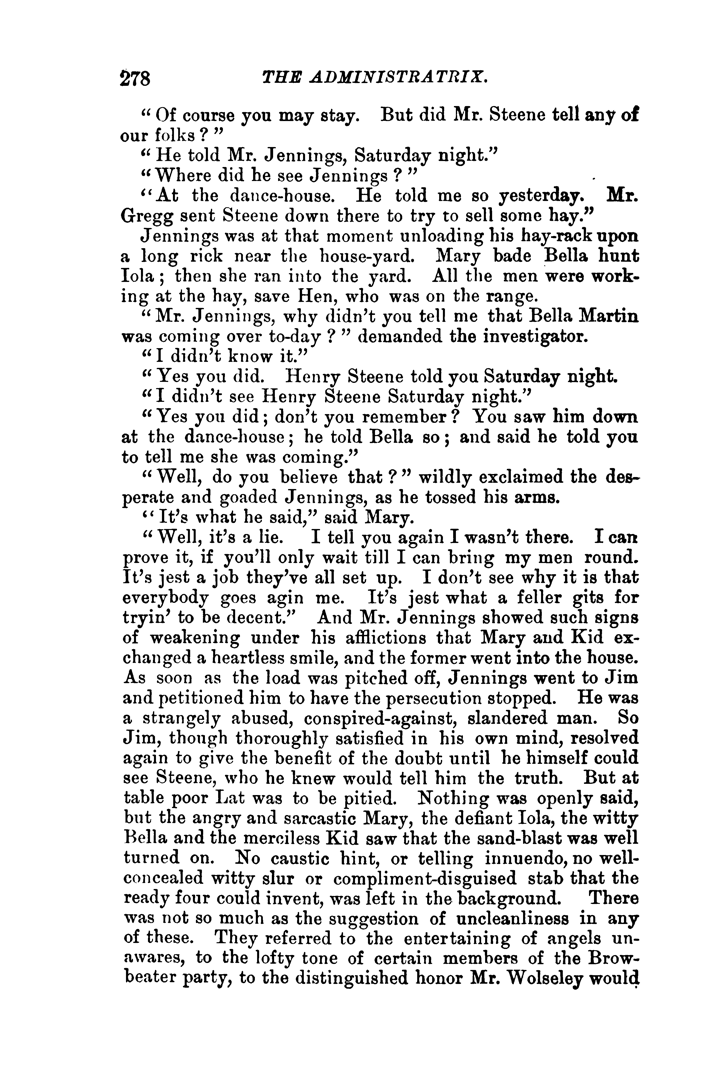 278 THE ADMINISTRATRIX.
“Of course you may stay. But did Mr. Steene tell any of
our folks?”
“He told Mr. Jennings, Saturday night.”
“Where did he see Jennings?”
“At the dance-house. He told me so yesterday. Mr.
Gregg sent Steene down there to try to sell some hay.”
Jennings was at that moment unloading his hay-rack upon
a long rick near the house-yard. Mary bade Bella hunt
Iola; then she ran into the yard. All the men were work-
ing at the hay, save Hen, who was on the range.
“Mr. Jennings, why didn’t you tell me that Bella Martin
was coming over to-day?” demanded the investigator.
“I didn’t know it.”
“Yes you did. Henry Steene told you Saturday night.
“I didn’t see Henry Steene Saturday night.”
“Yes you did; don’t you remember? You saw him down
at the dance-house; he told Bella so; and said he told you
to tell me she was coming.”
“Well, do you believe that?” wildly exclaimed the des-
perate and goaded Jennings, as he tossed his arms.
“It’s what he said,” said Mary.
“Well, it’s a lie. I tell you again I wasn’t there. I can
prove it, if you’ll only wait till I can bring my men round.
It’s jest a job they’ve all set up. I don’t see why it is that
everybody goes agin me. It’s jest what a feller gits for
tryin’ to be decent.” And Mr. Jennings showed such signs
of weakening under his afflictions that Mary and Kid ex-
changed a heartless smile, and the former went into the house.
As soon as the load was pitched off, Jennings went to Jim
and petitioned him to have the persecution stopped. He was
a strangely abused, conspired-against, slandered man. So
Jim, though thoroughly satisfied in his own mind, resolved
again to give the benefit of the doubt until he himself could
see Steene, who he knew would tell him the truth. But at
table poor Lat was to be pitied. Nothing was openly said,
but the angry and sarcastic Mary, the defiant Iola, the witty
Bella and the merciless Kid saw that the sand-blast was well
turned on. No caustic hint, or telling innuendo, no well-
concealed witty slur or compliment-disguised stab that the
ready four could invent, was left in the background. There
was not so much as the suggestion of uncleanliness in any
of these. They referred to the entertaining of angels un-
awares, to the lofty tone of certain members of the Brow-
beater party, to the distinguished honor Mr. Wolseley would